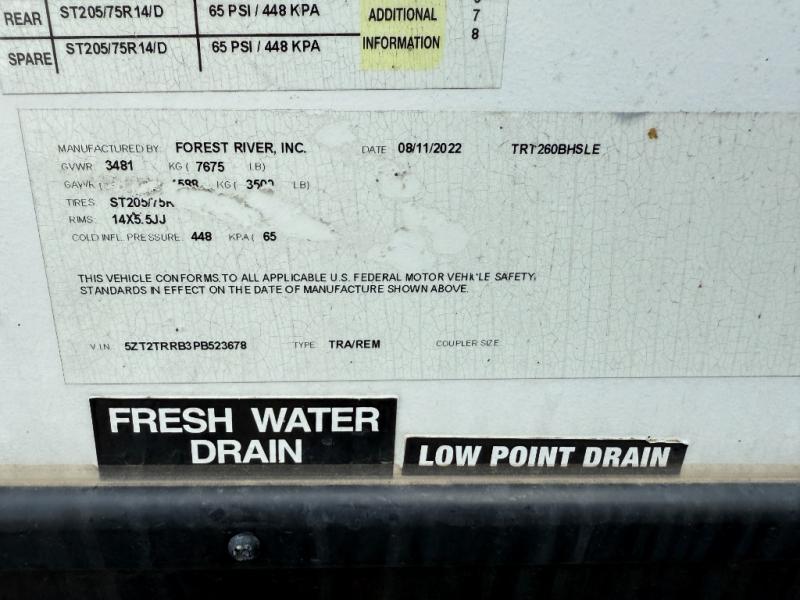 REAR ST205/75R14/D 65 PSI / 448 KPA
SPARE ST205/75R14/D 65 PSI / 448 KPA
ADDITIONAL
INFORMATION
7
8
MANUFACTURED BY: FOREST RIVER, INC. DATE 08/11/2022 TRT260BHSLE
GVWR 3481 KG ( 7675 LB)
GAWR ( KG ( LB)
TIRES
RIMS: 14X5.5JJ
COLD INFL. PRESSURE: 448 KPA ( 65
THIS VEHICLE CONFORMS TO ALL APPLICABLE U.S. FEDERAL MOTOR VEHICLE SAFETY
STANDARDS IN EFFECT ON THE DATE OF MANUFACTURE SHOWN ABOVE.
V.I.N. 5ZT2TRRB3PB523678 TYPE TRA/REM COUPLER SIZE
FRESH WATER
DRAIN
LOW POINT DRAIN